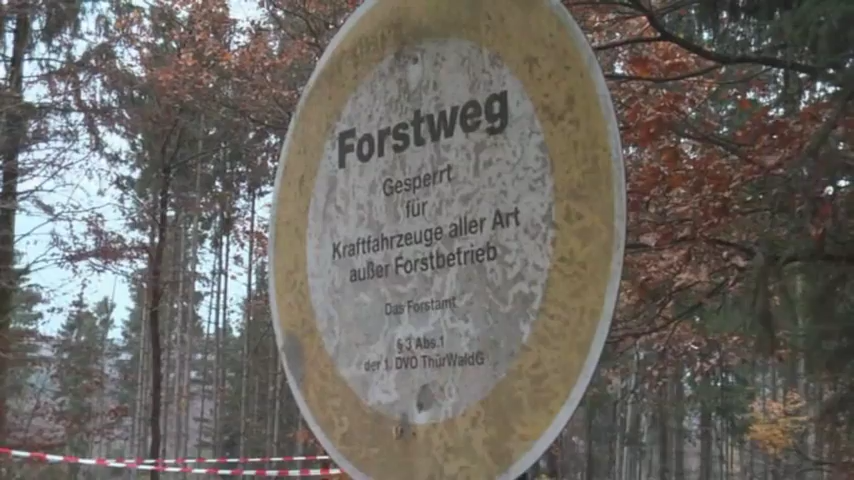 Forstweg
Gesperrt
für
Kraftfahrzeuge aller Art
außer Forstbetrieb
Das Forstamt
§ 3 Abs.1
der 1. DVO ThürWaldG